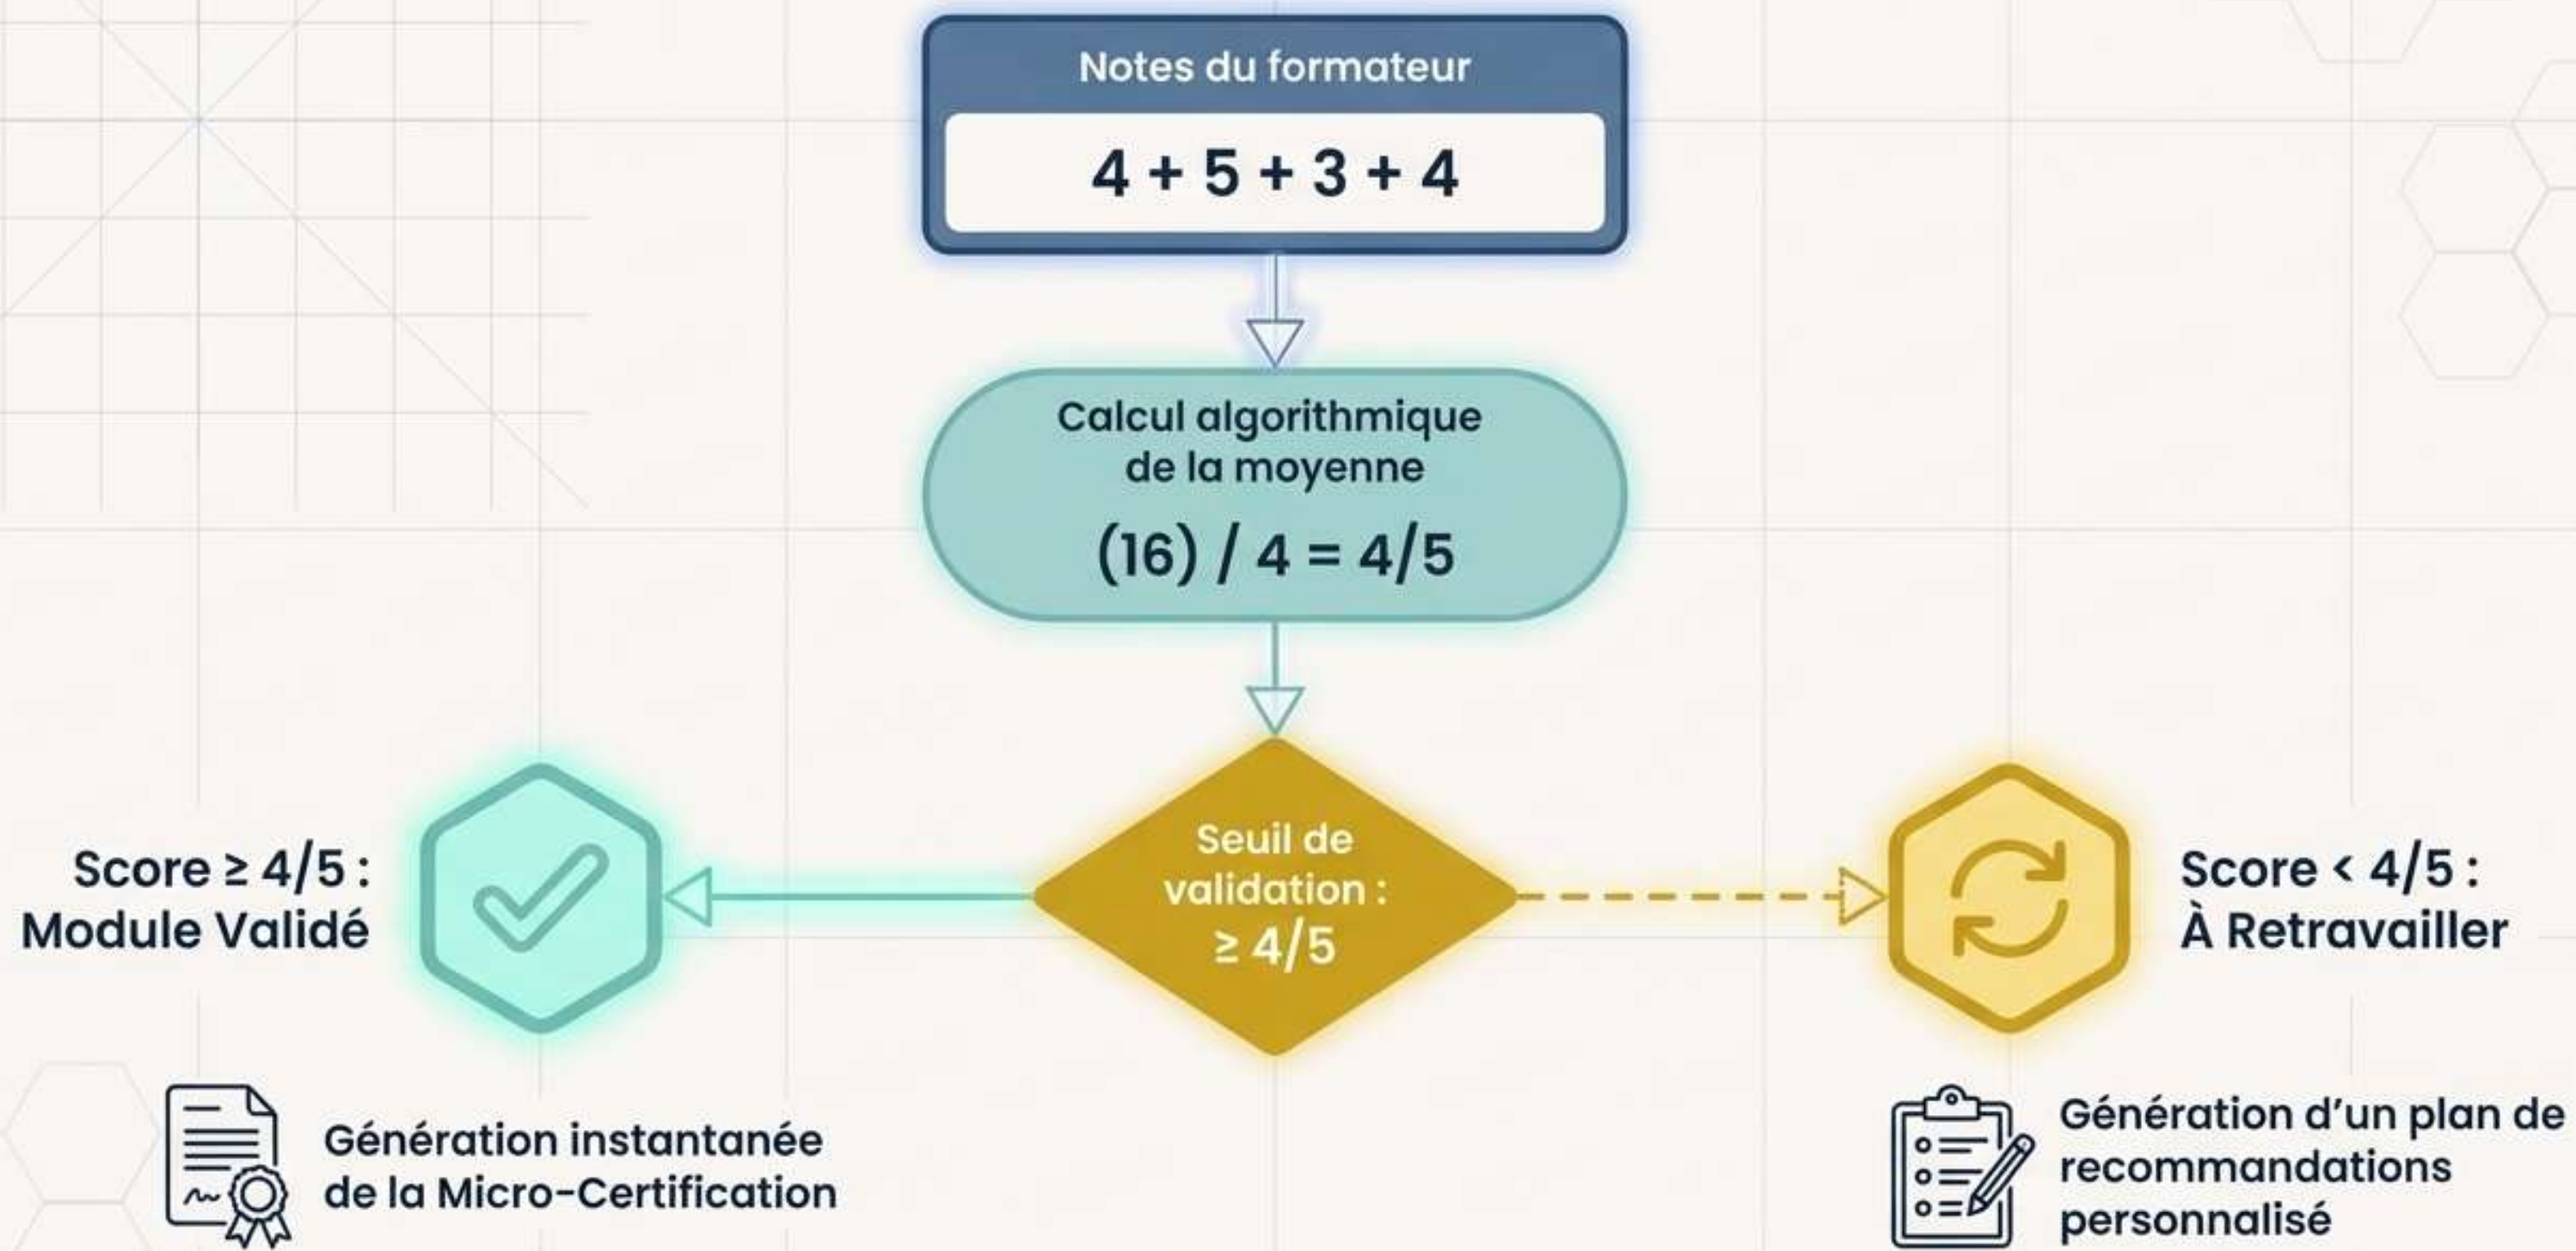 Notes du formateur
4 + 5 + 3 + 4
Calcul algorithmique
de la moyenne
(16) / 4 = 4/5
Seuil de
validation :
≥ 4/5
Score ≥ 4/5 :
Module Validé
Score < 4/5 :
À Retravailler
Génération instantanée
de la Micro-Certification
Génération d’un plan de
recommandations
personnalisé